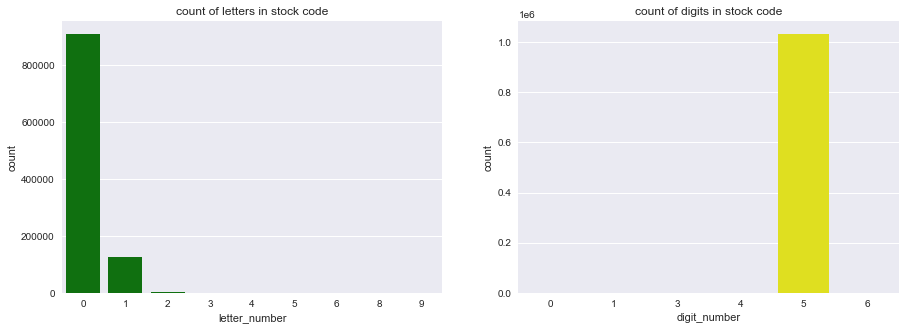 count of letters in stock code
800000
600000
400000
200000
0
count
0 1 2 3 4 5 6 8 9
letter_number
count of digits in stock code
1e6
1.0
0.8
0.6
0.4
0.2
0.0
count
0 1 3 4 5 6
digit_number